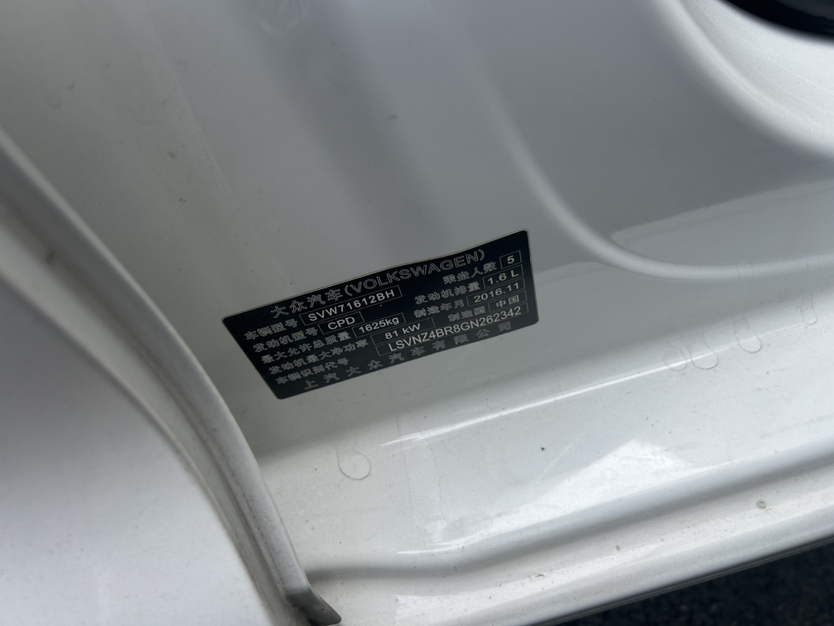 大众汽车(VOLKSWAGEN)
车辆型号 SVW71612BH 乘坐人数 5
发动机型号 CPD 发动机排量 1.6 L
最大允许总质量 1625kg 制造年月 2016.11
发动机最大净功率 81 kW 制造国 中国
车辆识别代号 LSVNZ4BR8GN262342
上汽大众汽车有限公司